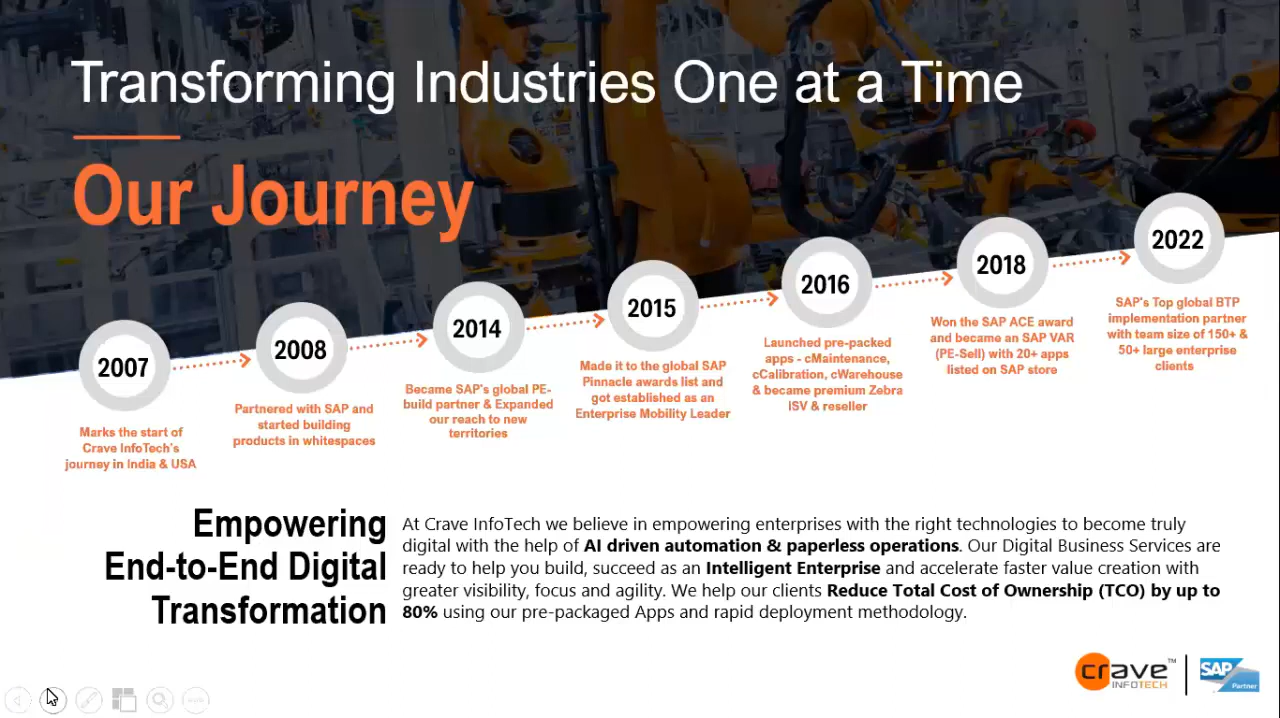 Transforming Industries One at a Time
Our Journey
2007
Marks the start of
Crave InfoTech's
journey in India & USA
2008
Partnered with SAP and
started building
products in whitespaces
2014
Became SAP's global PE-
build partner & Expanded
our reach to new
territories
2015
Made it to the global SAP
Pinnacle awards list and
got established as an
Enterprise Mobility Leader
2016
Launched pre-packed
apps - cMaintenance,
cCalibration, cWarehouse
& became premium Zebra
ISV & reseller
2018
Won the SAP ACE award
and became an SAP VAR
(PE-Sell) with 20+ apps
listed on SAP store
2022
SAP's Top global BTP
implementation partner
with team size of 150+ &
50+ large enterprise
clients
Empowering
End-to-End Digital
Transformation
At Crave InfoTech we believe in empowering enterprises with the right technologies to become truly
digital with the help of AI driven automation & paperless operations. Our Digital Business Services are
ready to help you build, succeed as an Intelligent Enterprise and accelerate faster value creation with
greater visibility, focus and agility. We help our clients Reduce Total Cost of Ownership (TCO) by up to
80% using our pre-packaged Apps and rapid deployment methodology.
crave™
INFOTECH
SAP
Partner